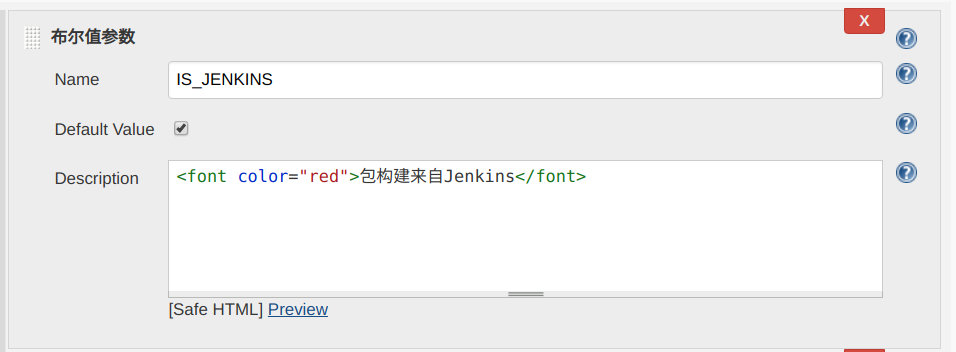 X
布尔值参数
Name
IS_JENKINS
Default Value
Description
<font color="red">包构建来自Jenkins</font>
[Safe HTML] Preview